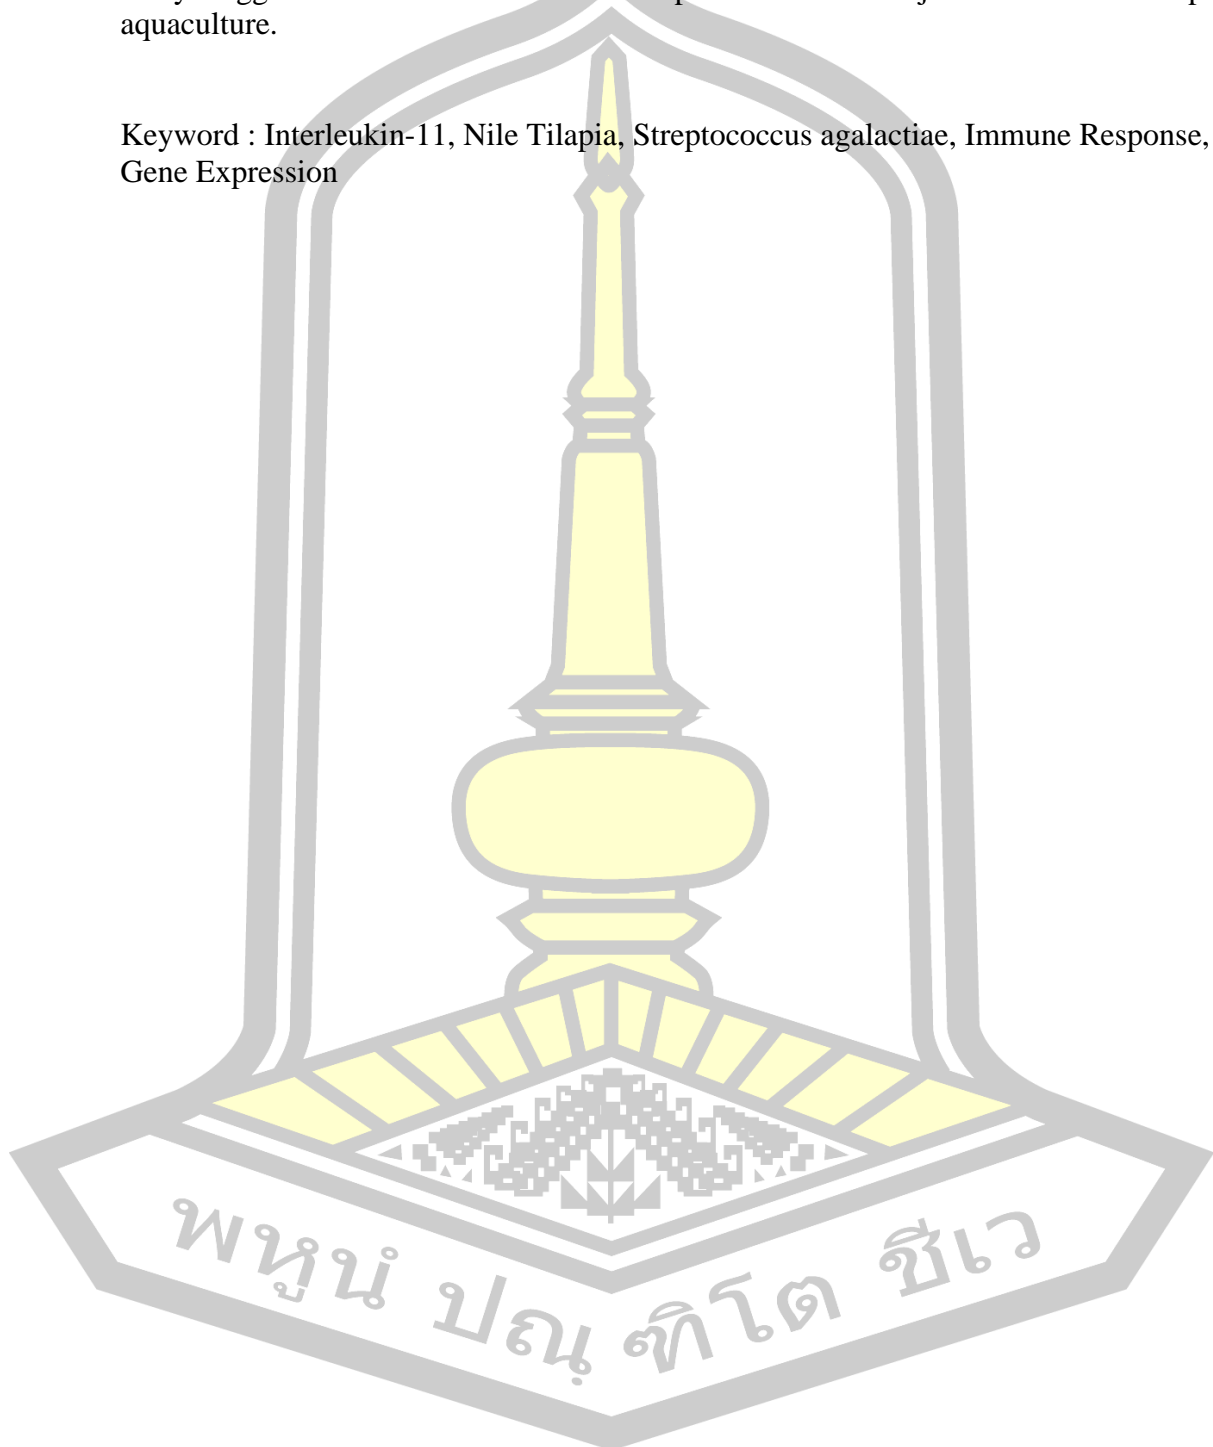 aquaculture.
Keyword : Interleukin-11, Nile Tilapia, Streptococcus agalactiae, Immune Response,
Gene Expression
พหูนํ ปณฺฑิโต ชีเว